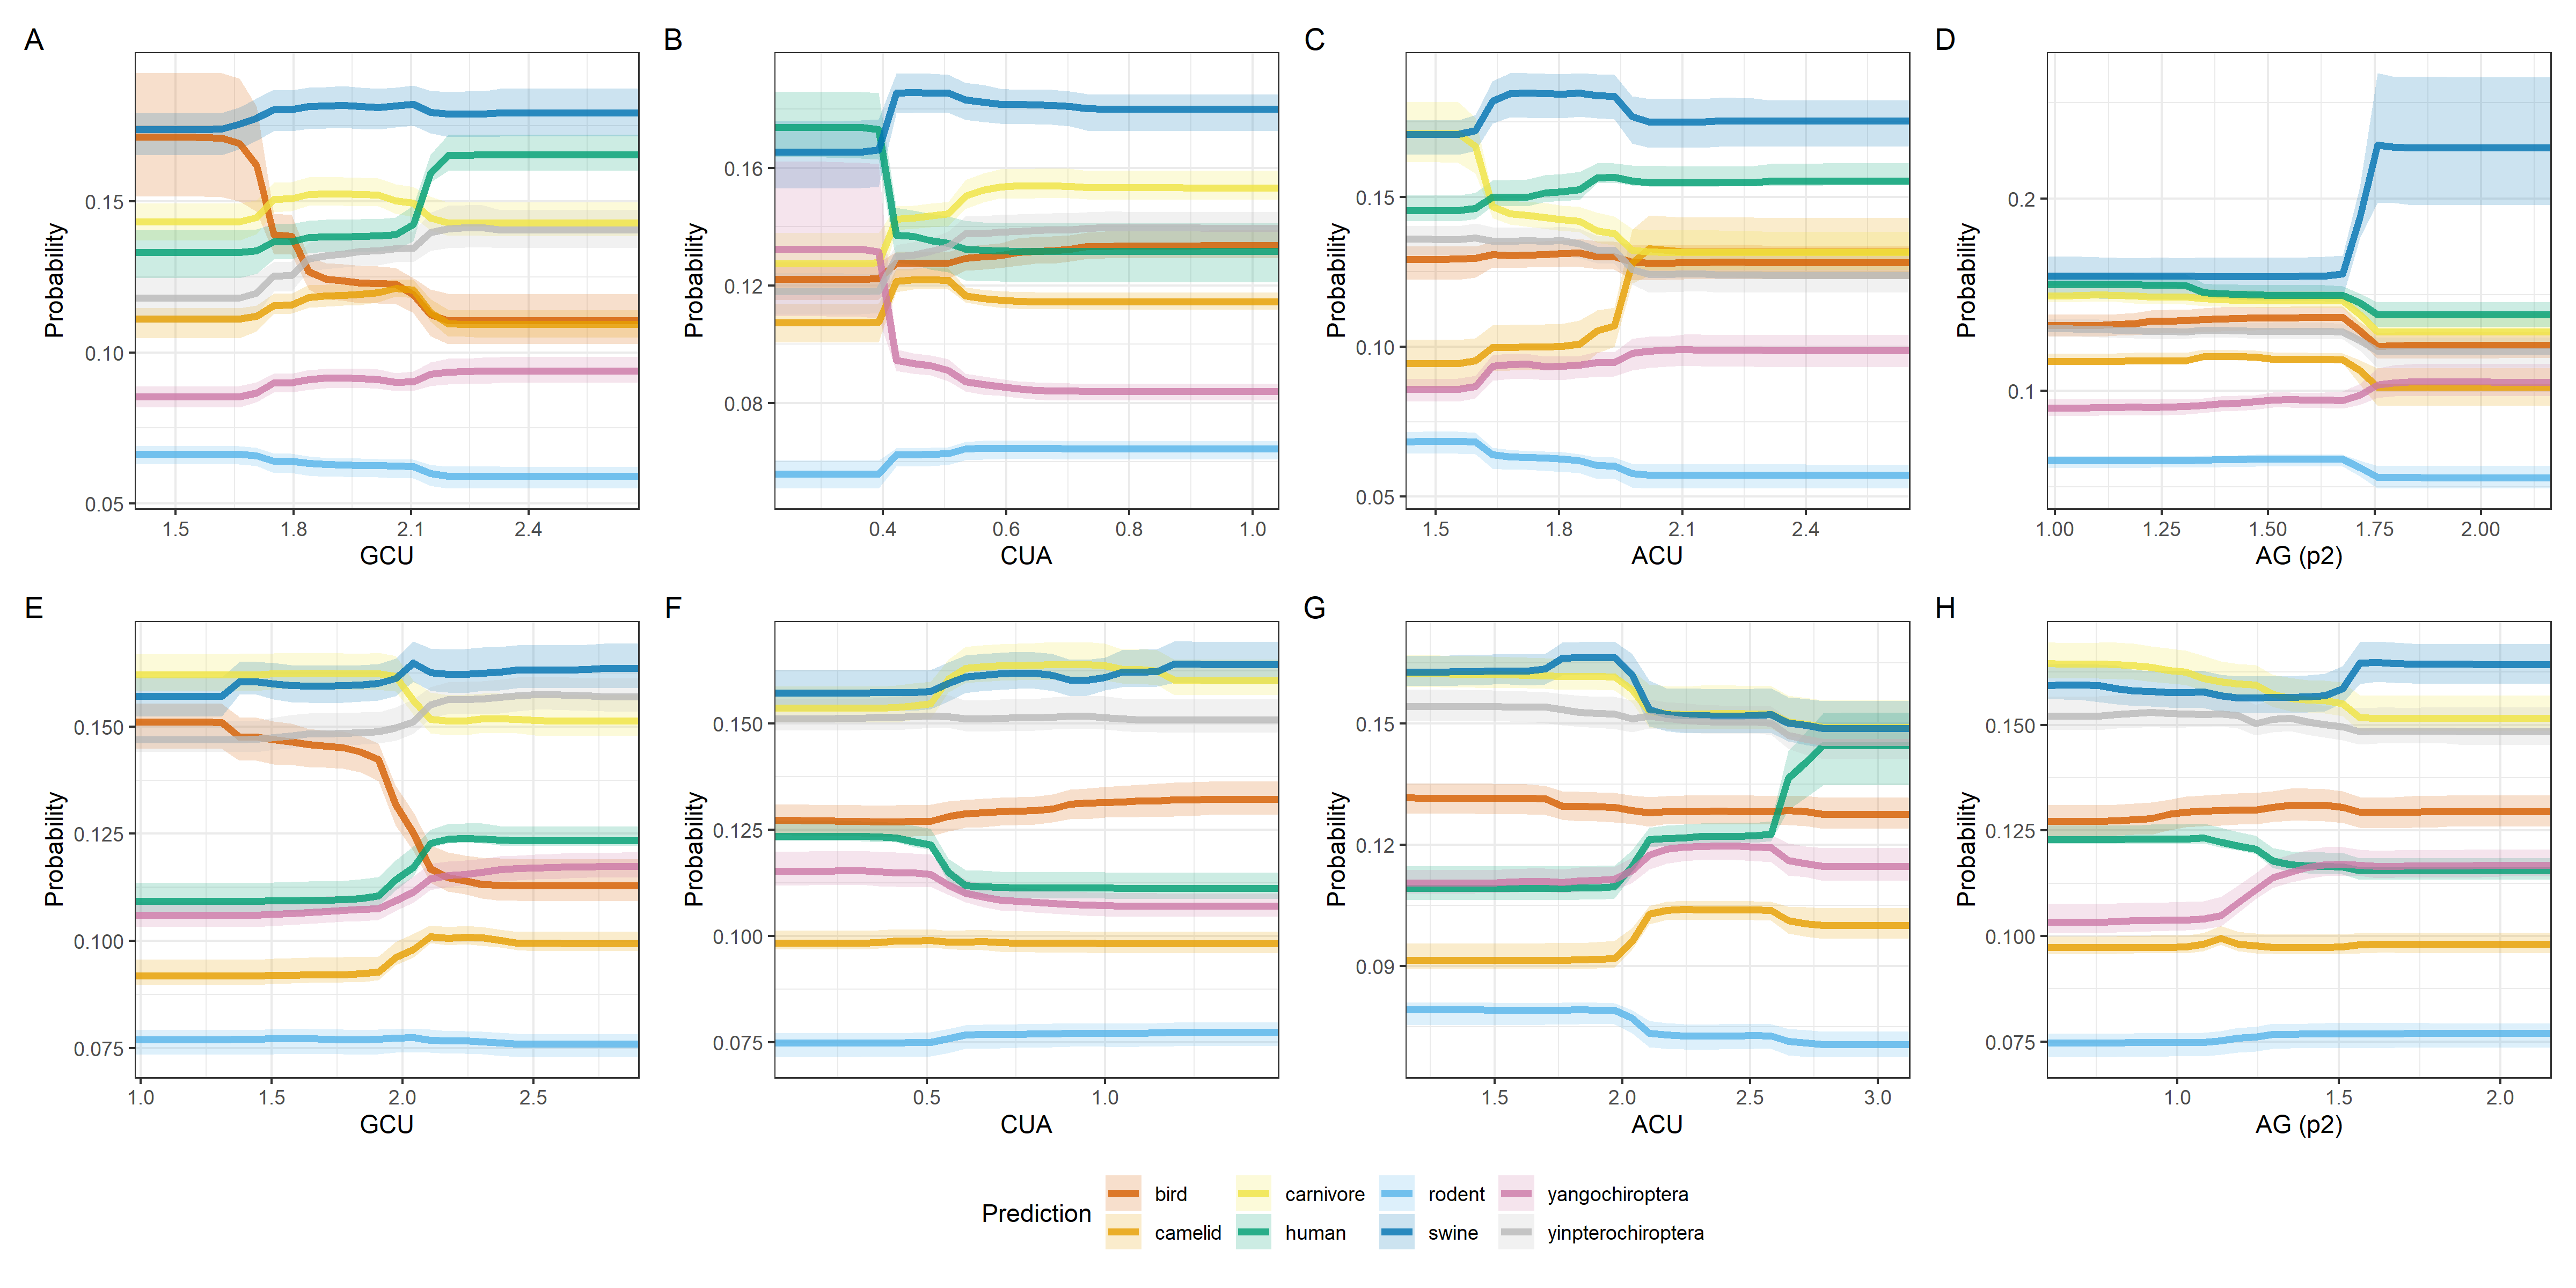 A
B
C
D
Probability
0.15
0.10
0.05
1.5 1.8 2.1 2.4
GCU
Probability
0.16
0.12
0.08
0.4 0.6 0.8 1.0
CUA
Probability
0.15
0.10
0.05
1.5 1.8 2.1 2.4
ACU
Probability
0.2
0.1
1.00 1.25 1.50 1.75 2.00
AG (p2)
E
F
G
H
Probability
0.150
0.125
0.100
0.075
1.0 1.5 2.0 2.5
GCU
Probability
0.150
0.125
0.100
0.075
0.5 1.0
CUA
Probability
0.15
0.12
0.09
1.5 2.0 2.5 3.0
ACU
Probability
0.150
0.125
0.100
0.075
1.0 1.5 2.0
AG (p2)
Prediction
bird carnivore rodent yangochiroptera
camelid human swine yinpterochiroptera